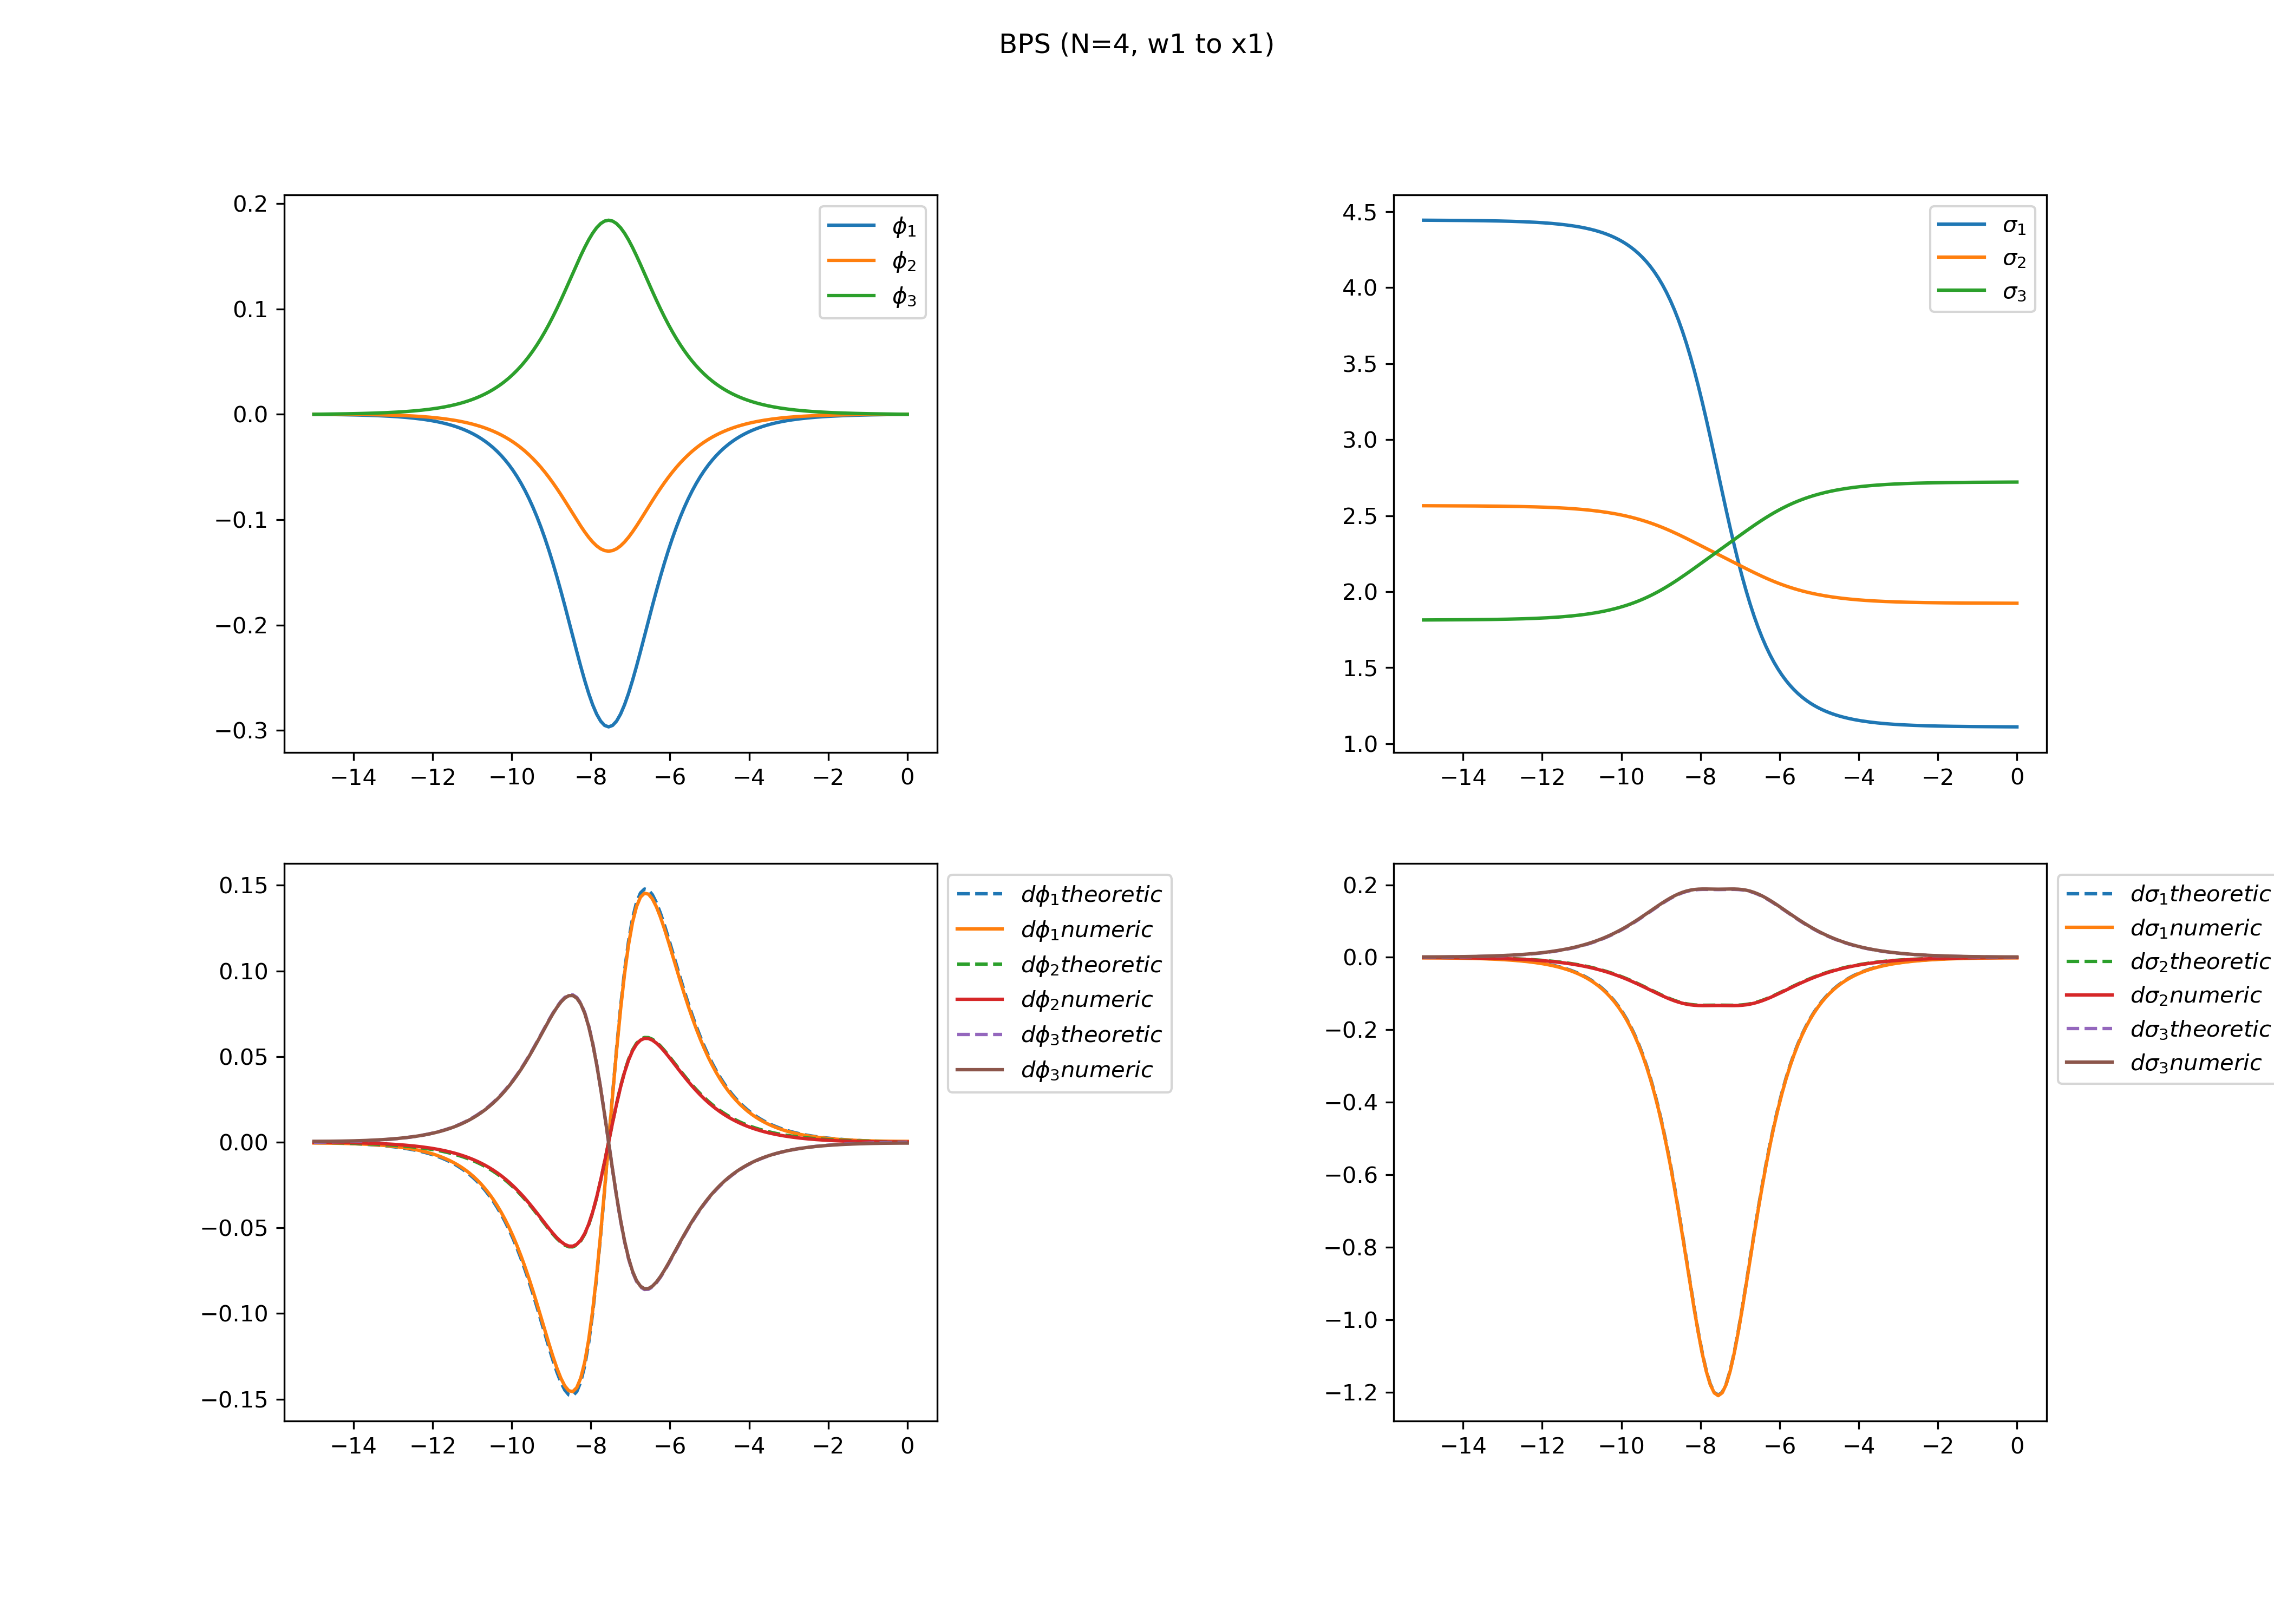 BPS (N=4, w1 to x1)
0.2
0.1
0.0
−0.1
−0.2
−0.3
−14 −12 −10 −8 −6 −4 −2 0
ϕ₁
ϕ₂
ϕ₃
4.5
4.0
3.5
3.0
2.5
2.0
1.5
1.0
−14 −12 −10 −8 −6 −4 −2 0
σ₁
σ₂
σ₃
0.15
0.10
0.05
0.00
−0.05
−0.10
−0.15
−14 −12 −10 −8 −6 −4 −2 0
dϕ₁theoretic
dϕ₁numeric
dϕ₂theoretic
dϕ₂numeric
dϕ₃theoretic
dϕ₃numeric
0.2
0.0
−0.2
−0.4
−0.6
−0.8
−1.0
−1.2
−14 −12 −10 −8 −6 −4 −2 0
dσ₁theoretic
dσ₁numeric
dσ₂theoretic
dσ₂numeric
dσ₃theoretic
dσ₃numeric